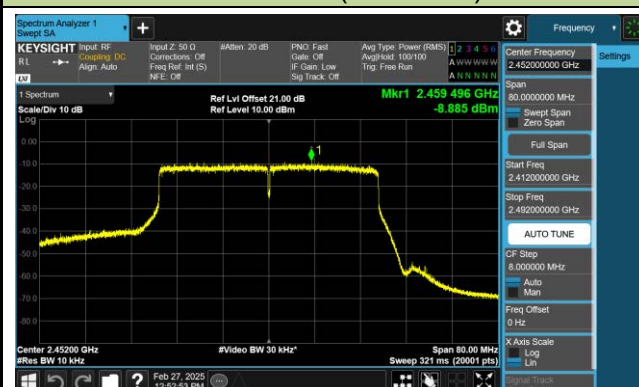 Spectrum Analyzer 1
Swept SA
Frequency
KEYSIGHT
RL
LXI
Input: RF
Coupling: DC
Align: Auto
Input Z: 50 Ω
Corrections: Off
Freq Ref: Int (S)
NFE: Off
#Atten: 20 dB
PNO: Fast
Gate: Off
IF Gain: Low
Sig Track: Off
Avg Type: Power (RMS)
Avg|Hold: 100/100
Trig: Free Run
1 2 3 4 5 6
A W W W W W
A N N N N N
1 Spectrum
Scale/Div 10 dB
Log
Ref Lvl Offset 21.00 dB
Ref Level 10.00 dBm
Mkr1 2.459 496 GHz
-8.885 dBm
1
0.00
-10.0
-20.0
-30.0
-40.0
-50.0
-60.0
-70.0
-80.0
Center 2.45200 GHz
#Res BW 10 kHz
#Video BW 30 kHz*
Span 80.00 MHz
Sweep 321 ms (20001 pts)
Center Frequency
2.452000000 GHz
Settings
Span
80.0000000 MHz
Swept Span
Zero Span
Full Span
Start Freq
2.412000000 GHz
Stop Freq
2.492000000 GHz
AUTO TUNE
CF Step
8.000000 MHz
Auto
Man
Freq Offset
0 Hz
X Axis Scale
Log
Lin
Signal Track
?
Feb 27, 2025